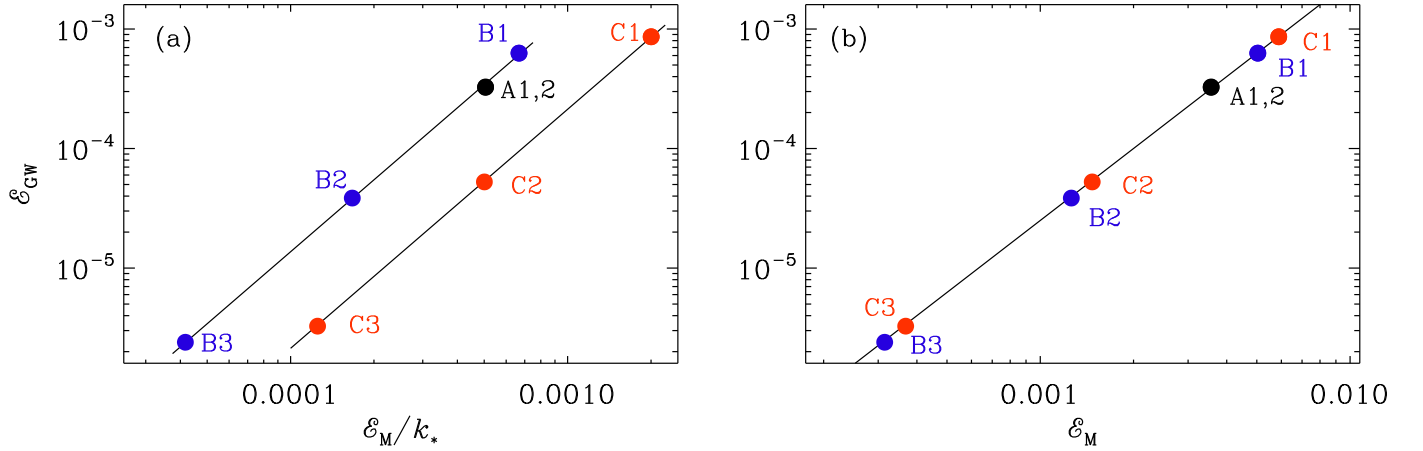 (a)
10⁻³
10⁻⁴
10⁻⁵
ℰ_GW
B1
C1
A1,2
B2
C2
B3
C3
0.0001
0.0010
ℰ_M/k_*
(b)
C1
B1
A1,2
C2
B2
C3
B3
0.001
0.010
ℰ_M
10⁻³
10⁻⁴
10⁻⁵